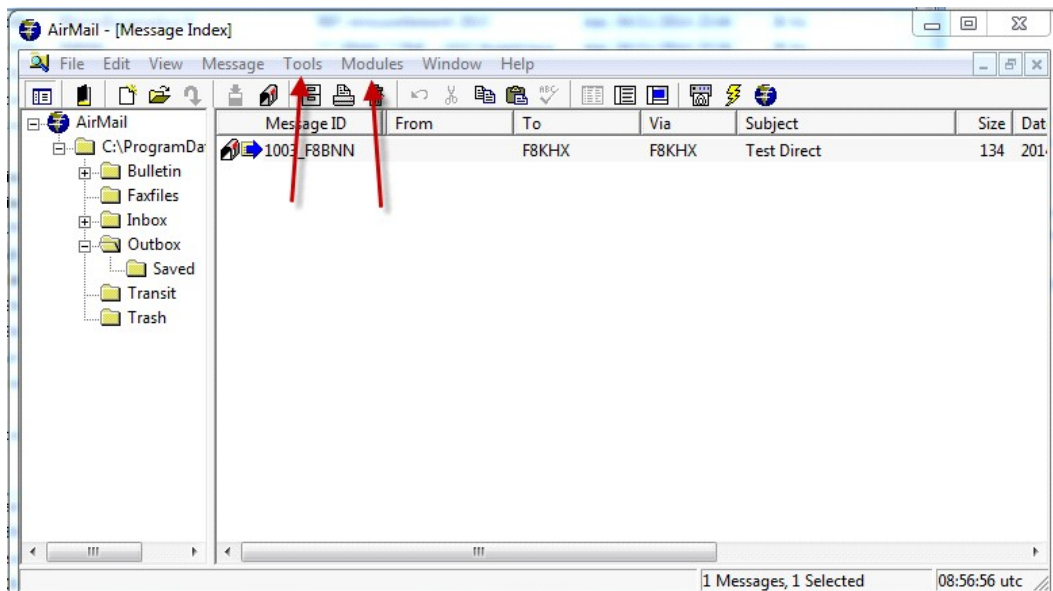 AirMail - [Message Index]
File Edit View Message Tools Modules Window Help
ABC
AirMail
C:\ProgramDa
Bulletin
Faxfiles
Inbox
Outbox
Saved
Transit
Trash
Message ID From To Via Subject Size Dat
1003_F8BNN F8KHX F8KHX Test Direct 134 201
1 Messages, 1 Selected 08:56:56 utc